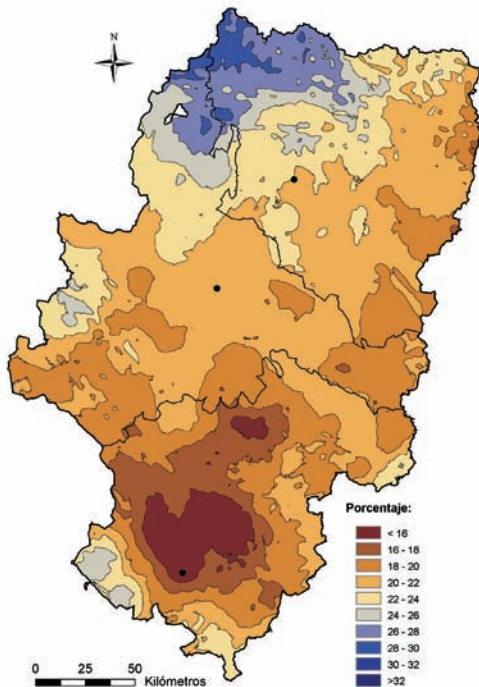 N
Porcentaje:
< 16
16 - 18
18 - 20
20 - 22
22 - 24
24 - 26
26 - 28
28 - 30
30 - 32
>32
0 25 50
Kilómetros